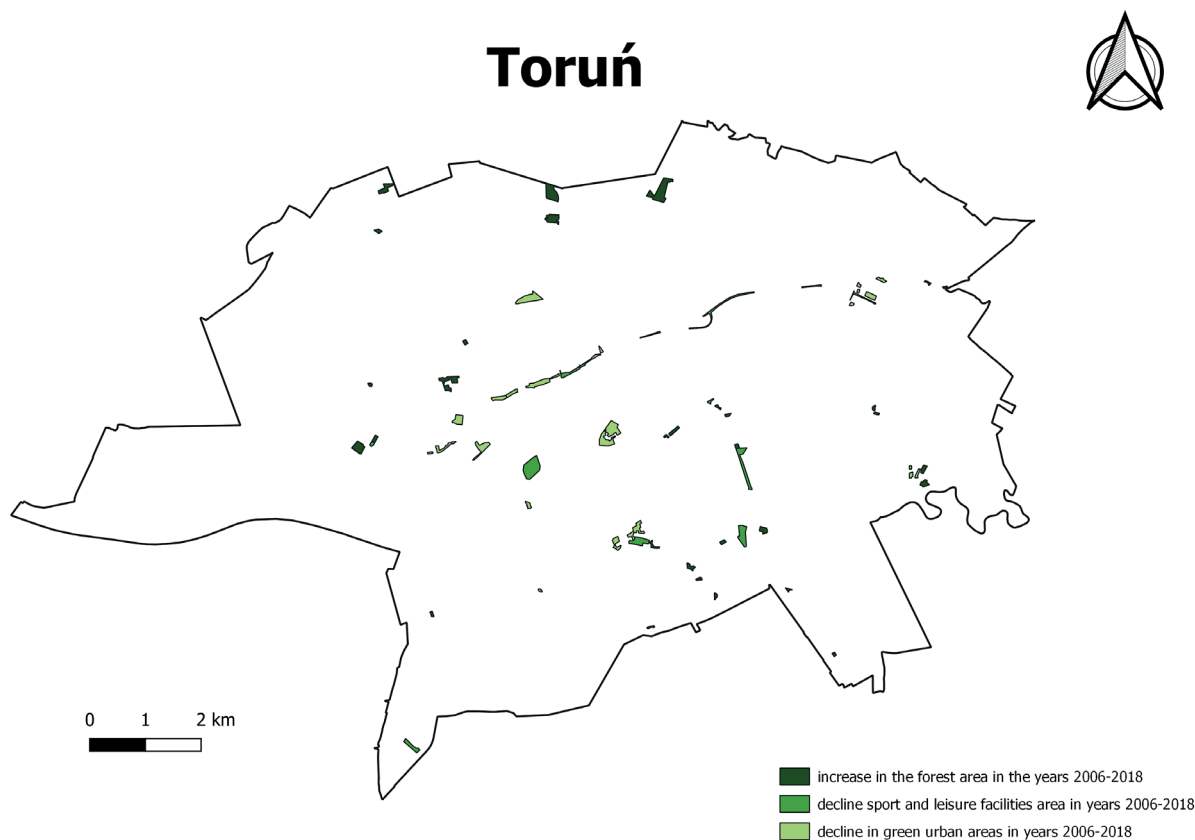 Toruń
0 1 2 km
increase in the forest area in the years 2006-2018
decline sport and leisure facilities area in years 2006-2018
decline in green urban areas in years 2006-2018